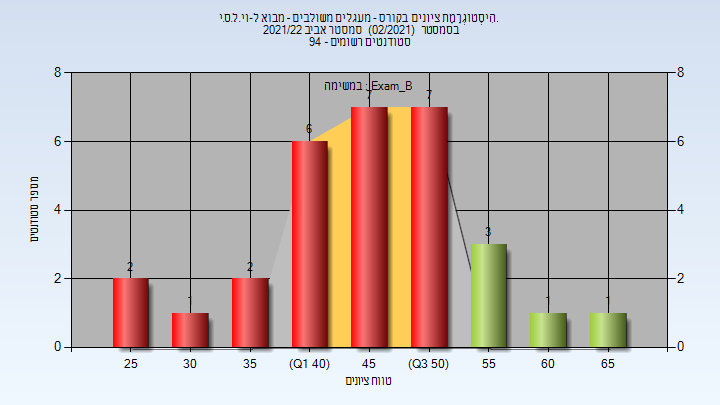 היסטוגרמת ציונים בקורס - מעגלים משולבים - מבוא ל-וי.ל.ס.י.
בסמסטר (02/2021) סמסטר אביב 2021/22
סטודנטים רשומים - 94
במשימה : Exam_B
8 8
6 6
4 4
2 2
0 0
מספר סטודנטים
2 1 2 6 7 7 3 1 1
25 30 35 (Q1 40) 45 (Q3 50) 55 60 65
טווח ציונים